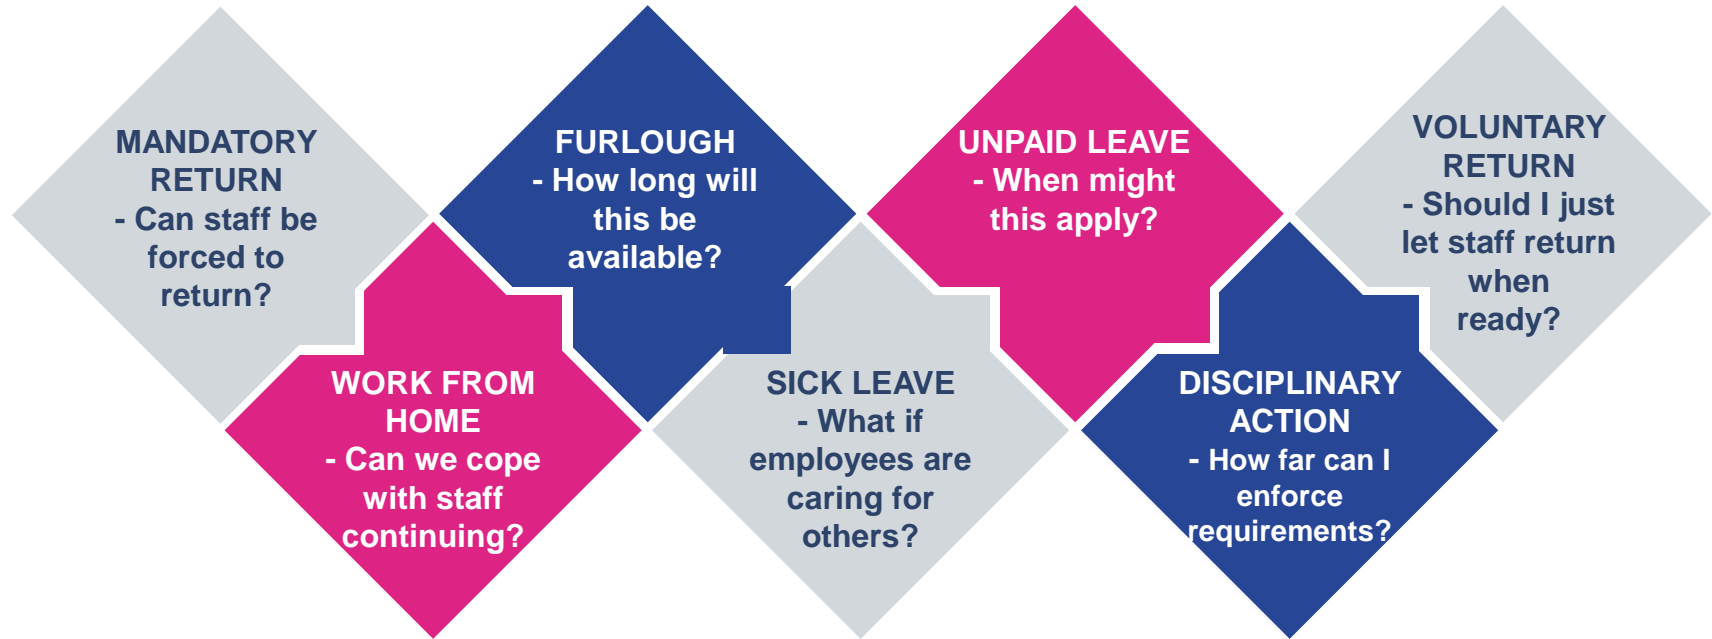 MANDATORY
RETURN
- Can staff be
forced to
return?
WORK FROM
HOME
- Can we cope
with staff
continuing?
FURLOUGH
- How long will
this be
available?
SICK LEAVE
- What if
employees are
caring for
others?
UNPAID LEAVE
- When might
this apply?
DISCIPLINARY
ACTION
- How far can I
enforce
requirements?
VOLUNTARY
RETURN
- Should I just
let staff return
when
ready?